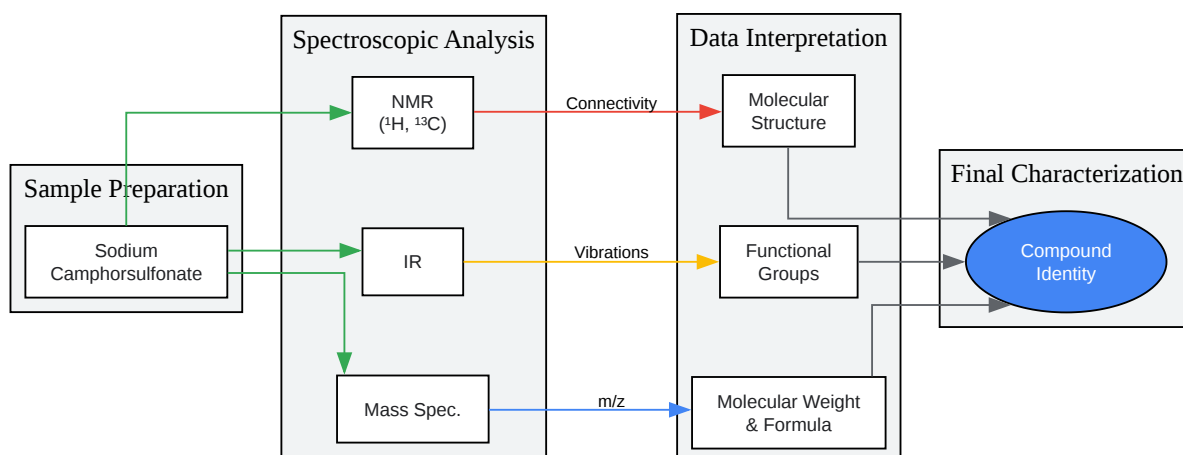 Spectroscopic Analysis
Data Interpretation
NMR
(¹H, ¹³C)
Connectivity
Molecular
Structure
Sample Preparation
Final Characterization
Sodium
Camphorsulfonate
IR
Vibrations
Functional
Groups
Compound
Identity
Mass Spec.
m/z
Molecular Weight
& Formula